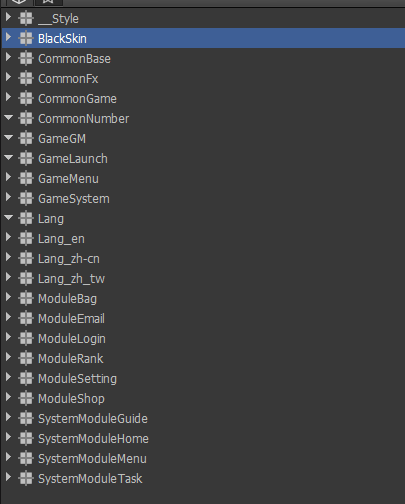 __Style
BlackSkin
CommonBase
CommonFx
CommonGame
CommonNumber
GameGM
GameLaunch
GameMenu
GameSystem
Lang
Lang_en
Lang_zh-cn
Lang_zh_tw
ModuleBag
ModuleEmail
ModuleLogin
ModuleRank
ModuleSetting
ModuleShop
SystemModuleGuide
SystemModuleHome
SystemModuleMenu
SystemModuleTask